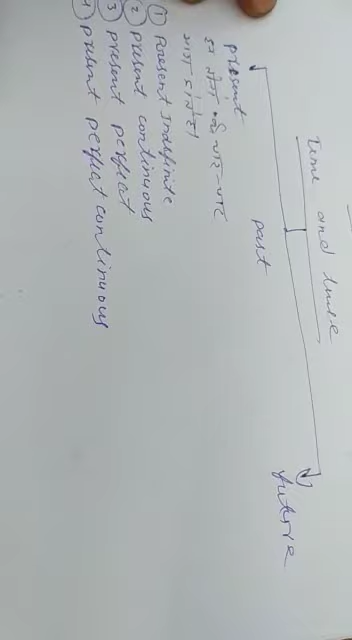 Time and tense
present
past
future
① Present Indefinite
② present continuous
③ present perfect
④ present perfect continuous